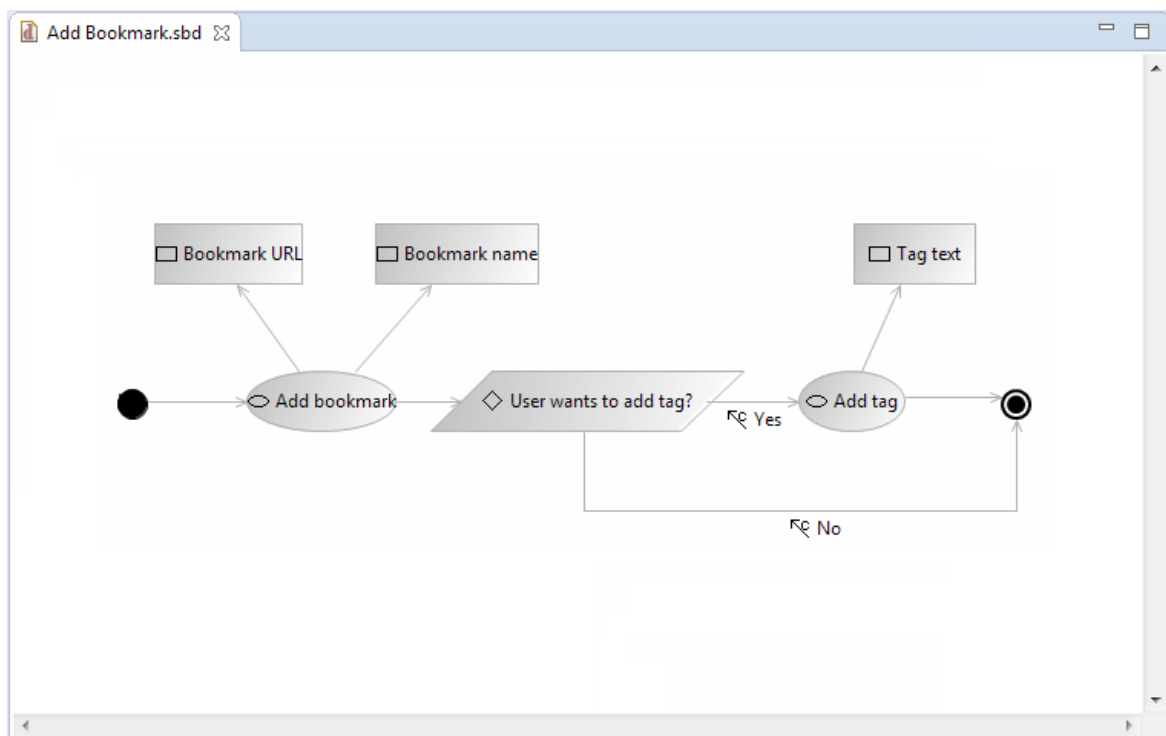 Add Bookmark.sbd
Bookmark URL
Bookmark name
Tag text
Add bookmark
User wants to add tag?
Yes
Add tag
No